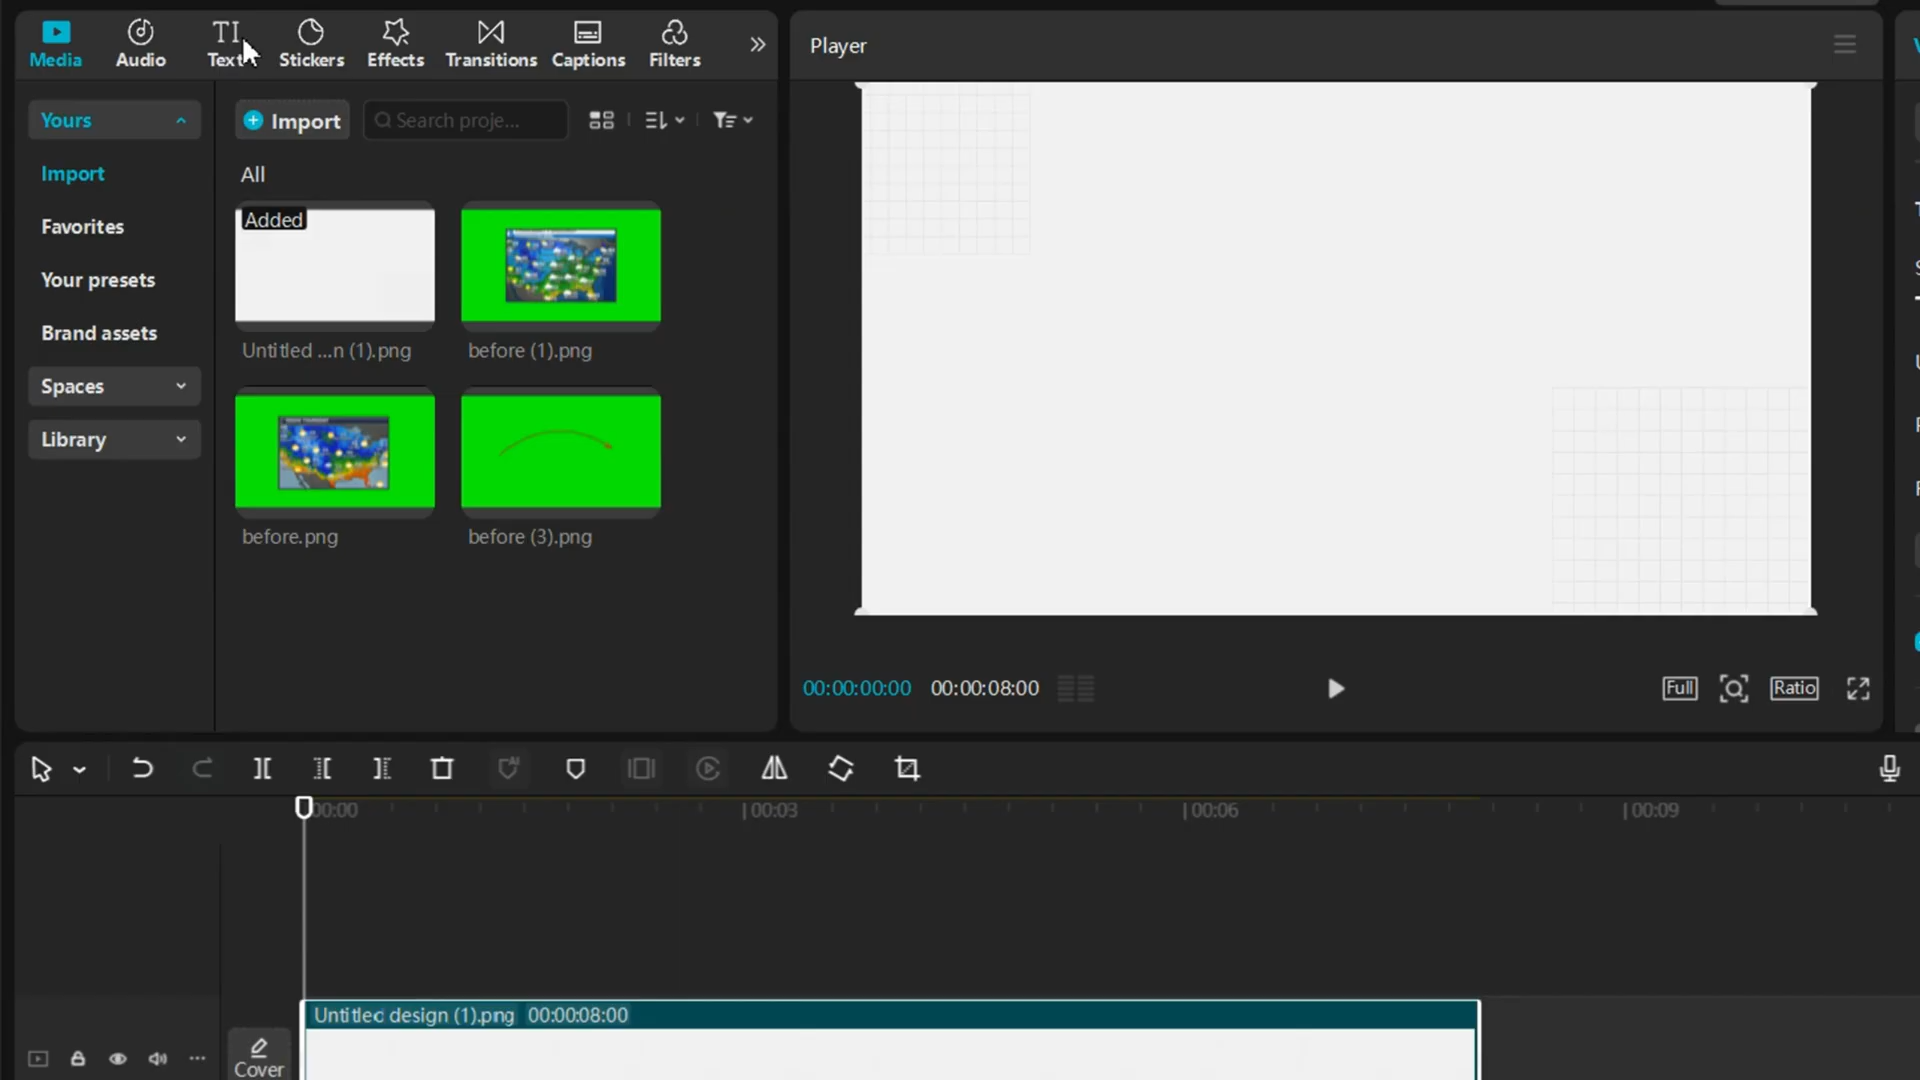 Media
Audio
Text
Stickers
Effects
Transitions
Captions
Filters
Player
Yours
Import
Search proje...
Import
All
Favorites
Your presets
Brand assets
Spaces
Library
Added
Untitled ...n (1).png
before (1).png
before.png
before (3).png
00:00:00:00
00:00:08:00
Full
Ratio
00:00
00:03
00:06
00:09
Untitled design (1).png 00:00:08:00
Cover